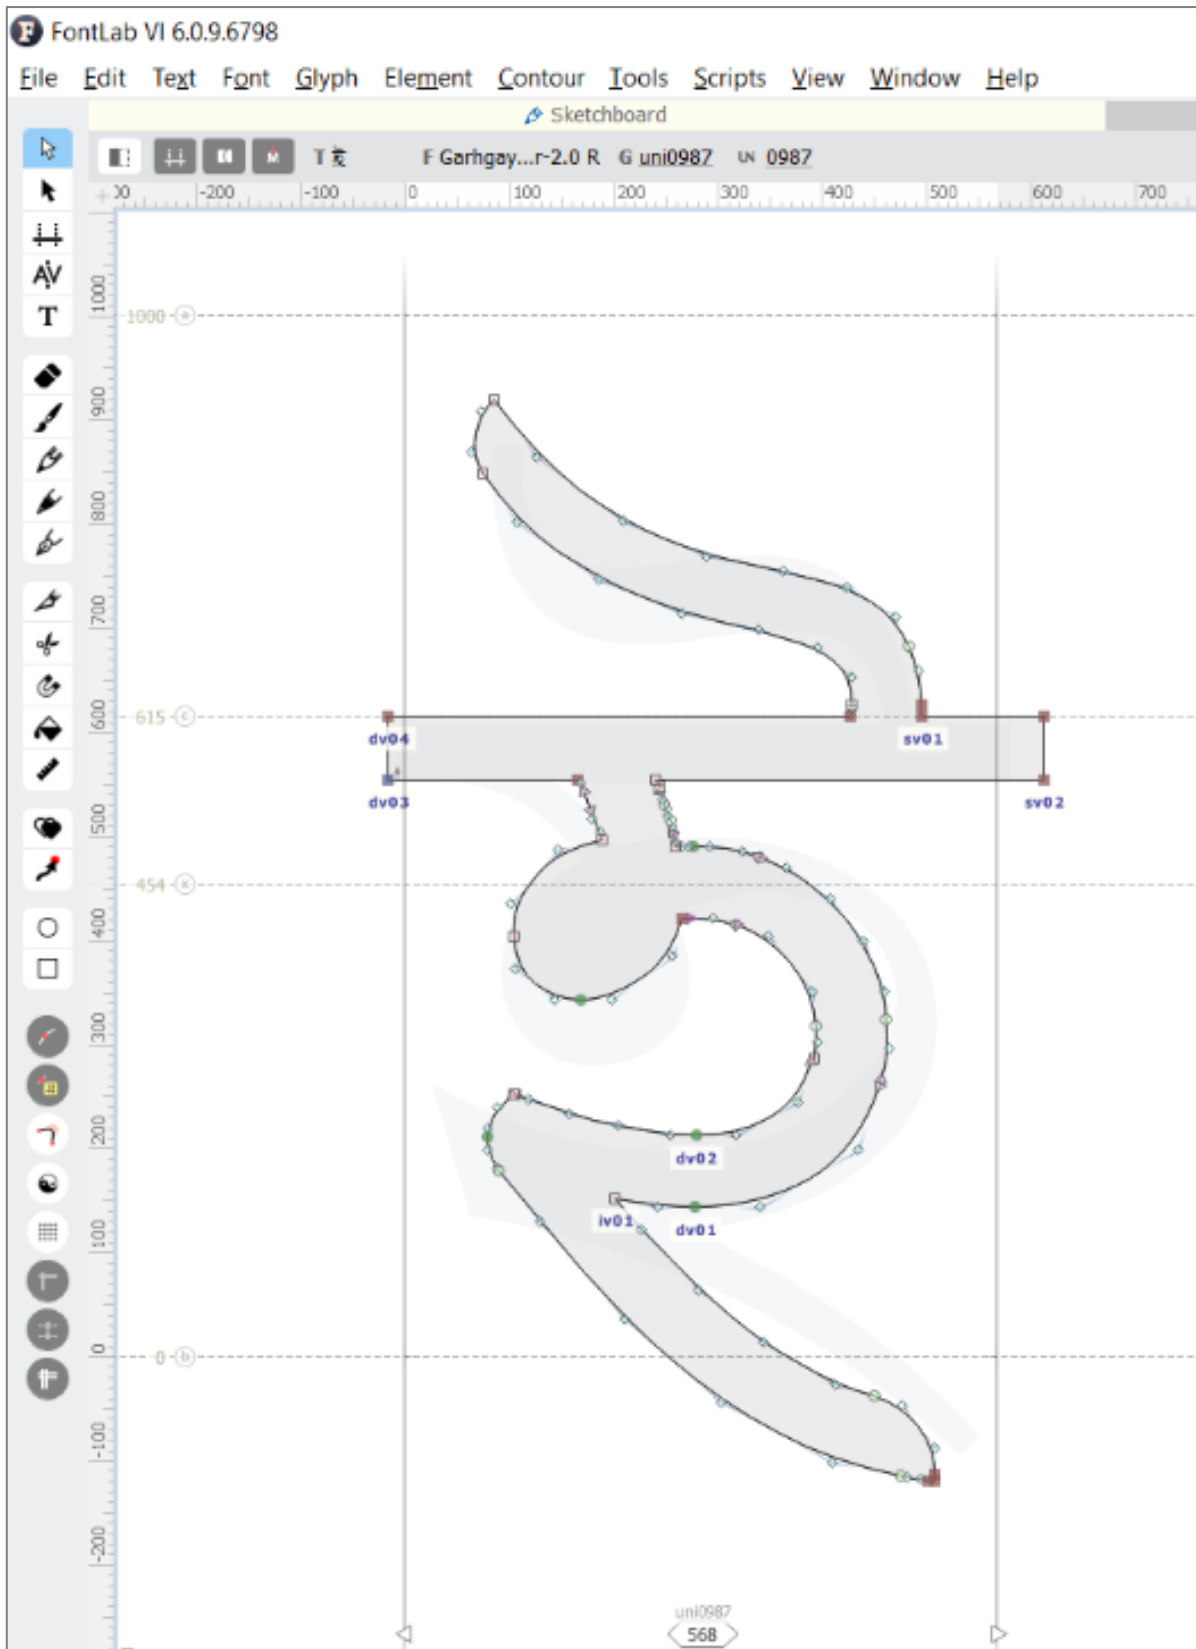 FontLab VI 6.0.9.6798
File Edit Text Font Glyph Element Contour Tools Scripts View Window Help
Sketchboard
T ই F Garhgay...r-2.0 R G uni0987 UN 0987
00 -200 -100 0 100 200 300 400 500 600 700
1000
1000 a
900
800
700
600
615 c
dv04 sv01
dv03 sv02
500
454 x
400
300
200
dv02
iv01 dv01
100
0
0 b
-100
-200
uni0987
568